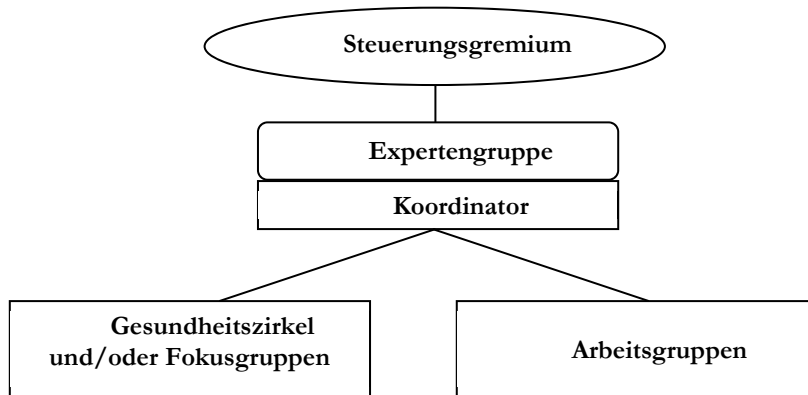 Steuerungsgremium
Expertengruppe
Koordinator
Gesundheitszirkel
und/oder Fokusgruppen
Arbeitsgruppen